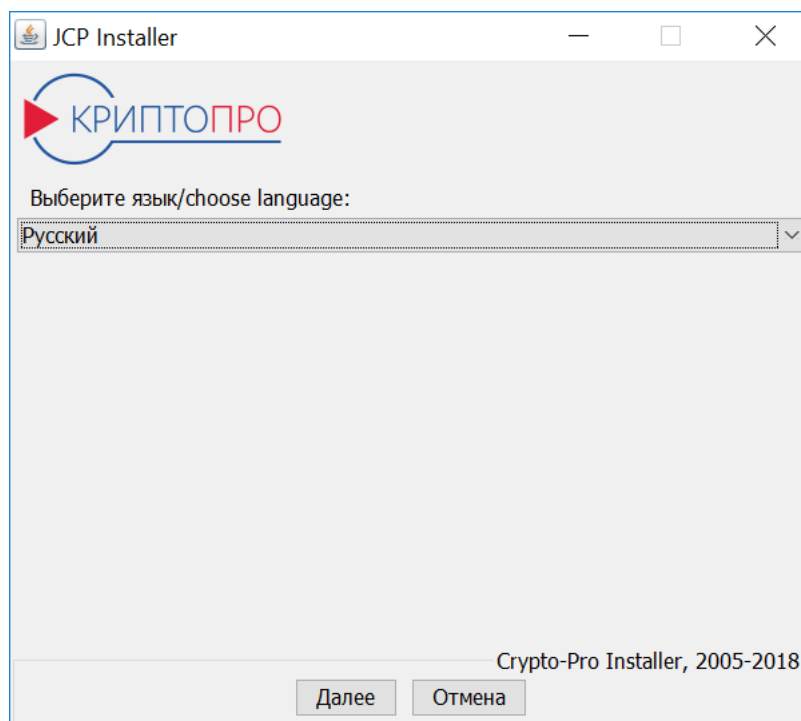 JCP Installer
КРИПТОПРО
Выберите язык/choose language:
Русский
Crypto-Pro Installer, 2005-2018
Далее
Отмена